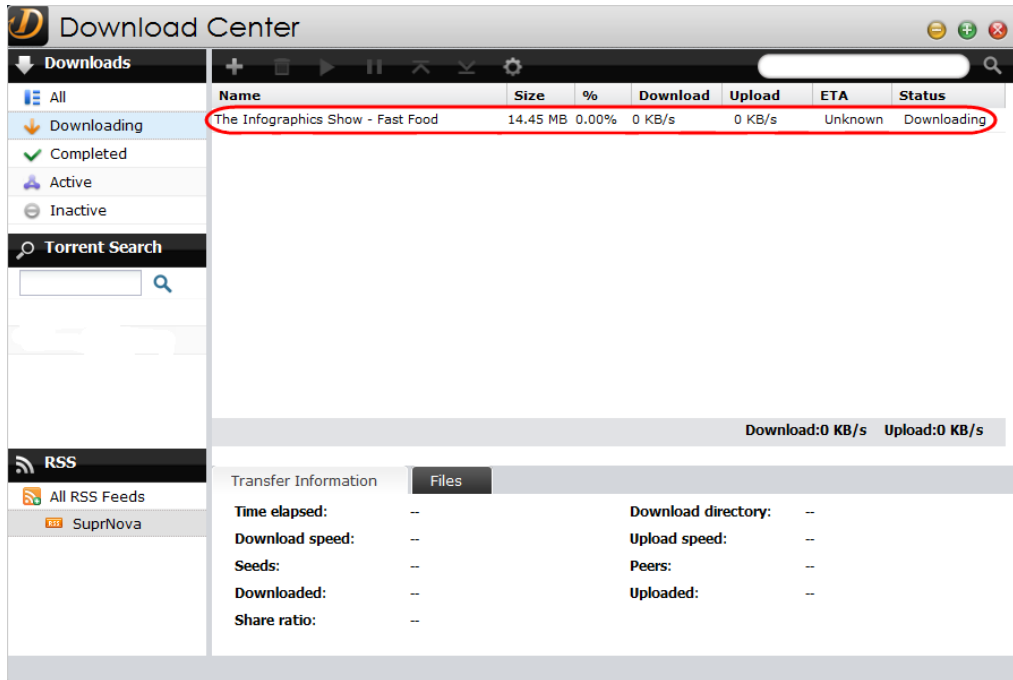 Download Center
Downloads
All
Downloading
Completed
Active
Inactive
Torrent Search
Name Size % Download Upload ETA Status
The Infographics Show - Fast Food 14.45 MB 0.00% 0 KB/s 0 KB/s Unknown Downloading
Download:0 KB/s Upload:0 KB/s
RSS
All RSS Feeds
RSS SuprNova
Transfer Information Files
Time elapsed: -- Download directory: --
Download speed: -- Upload speed: --
Seeds: -- Peers: --
Downloaded: -- Uploaded: --
Share ratio: --